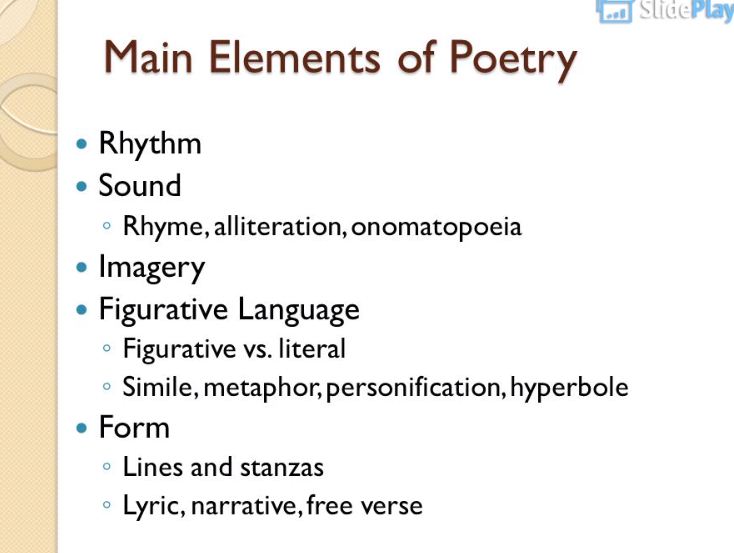 SlidePlay
Main Elements of Poetry
Rhythm
Sound
Rhyme, alliteration, onomatopoeia
Imagery
Figurative Language
Figurative vs. literal
Simile, metaphor, personification, hyperbole
Form
Lines and stanzas
Lyric, narrative, free verse